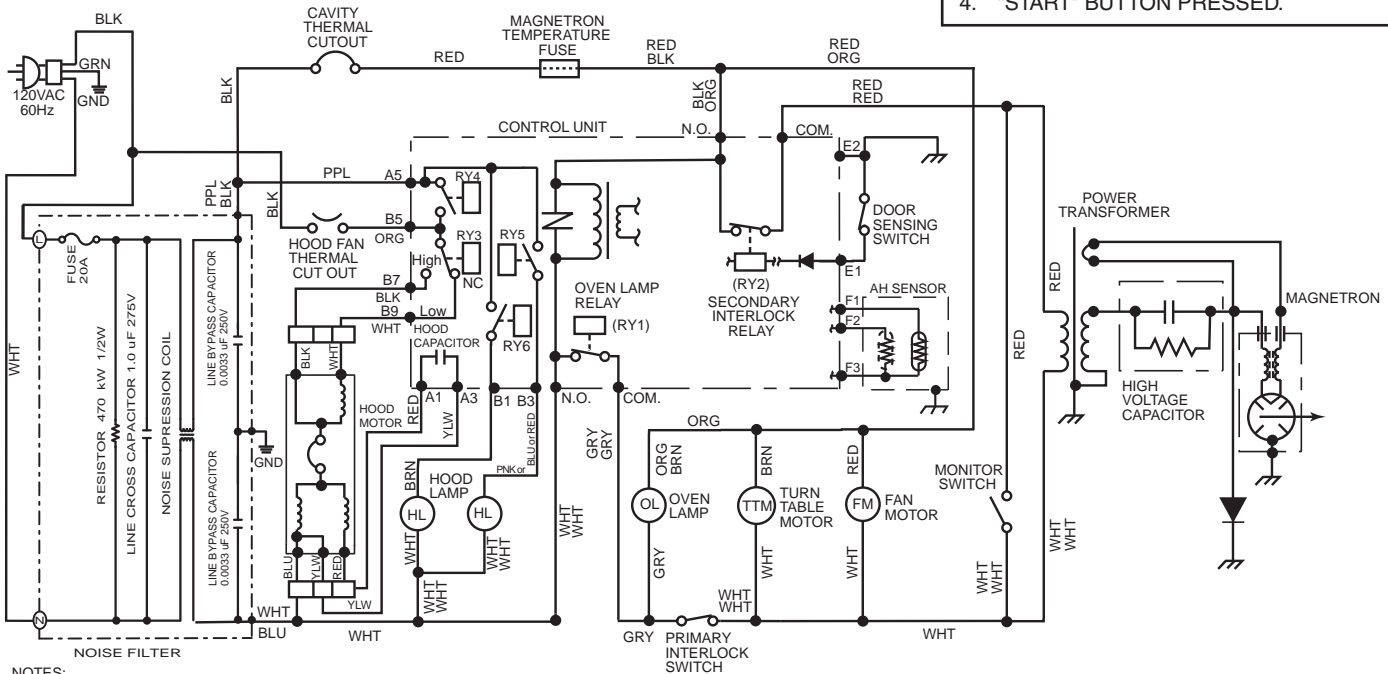 4. "START" BUTTON PRESSED.
BLK
GRN
120VAC
60Hz
GND
WHT
CAVITY
THERMAL
CUTOUT
RED
MAGNETRON
TEMPERATURE
FUSE
RED
BLK
RED
ORG
BLK
ORG
RED
RED
BLK
PPL
BLK
BLK
PPL
HOOD FAN
THERMAL
CUT OUT
CONTROL UNIT
N.O.
COM.
A5
RY4
B5
ORG
RY3
High
NC
B7
BLK
B9
WHT
Low
HOOD
CAPACITOR
RY5
RY6
A1
A3
B1
B3
RED
YLW
OVEN LAMP
RELAY
(RY1)
N.O.
COM.
(RY2)
SECONDARY
INTERLOCK
RELAY
E2
DOOR
SENSING
SWITCH
E1
F1
F2
F3
AH SENSOR
POWER
TRANSFORMER
RED
RED
MAGNETRON
HIGH
VOLTAGE
CAPACITOR
L
FUSE
20A
RESISTOR 470 kW 1/2W
LINE CROSS CAPACITOR 1.0 uF 275V
NOISE SUPRESSION COIL
LINE BYPASS CAPACITOR
0.0033 uF 250V
LINE BYPASS CAPACITOR
0.0033 uF 250V
GND
N
NOISE FILTER
WHT
BLU
WHT
BLK
WHT
HOOD
MOTOR
BLU
YLW
RED
YLW
BRN
HOOD
LAMP
HL
HL
PNK or
BLU or RED
WHT
WHT
WHT
WHT
WHT
WHT
WHT
GRY
GRY
ORG
ORG
BRN
BRN
RED
OL
OVEN
LAMP
TTM
TURN
TABLE
MOTOR
FM
FAN
MOTOR
GRY
WHT
WHT
MONITOR
SWITCH
WHT
WHT
WHT
WHT
GRY
WHT
WHT
PRIMARY
INTERLOCK
SWITCH
WHT
NOTES: